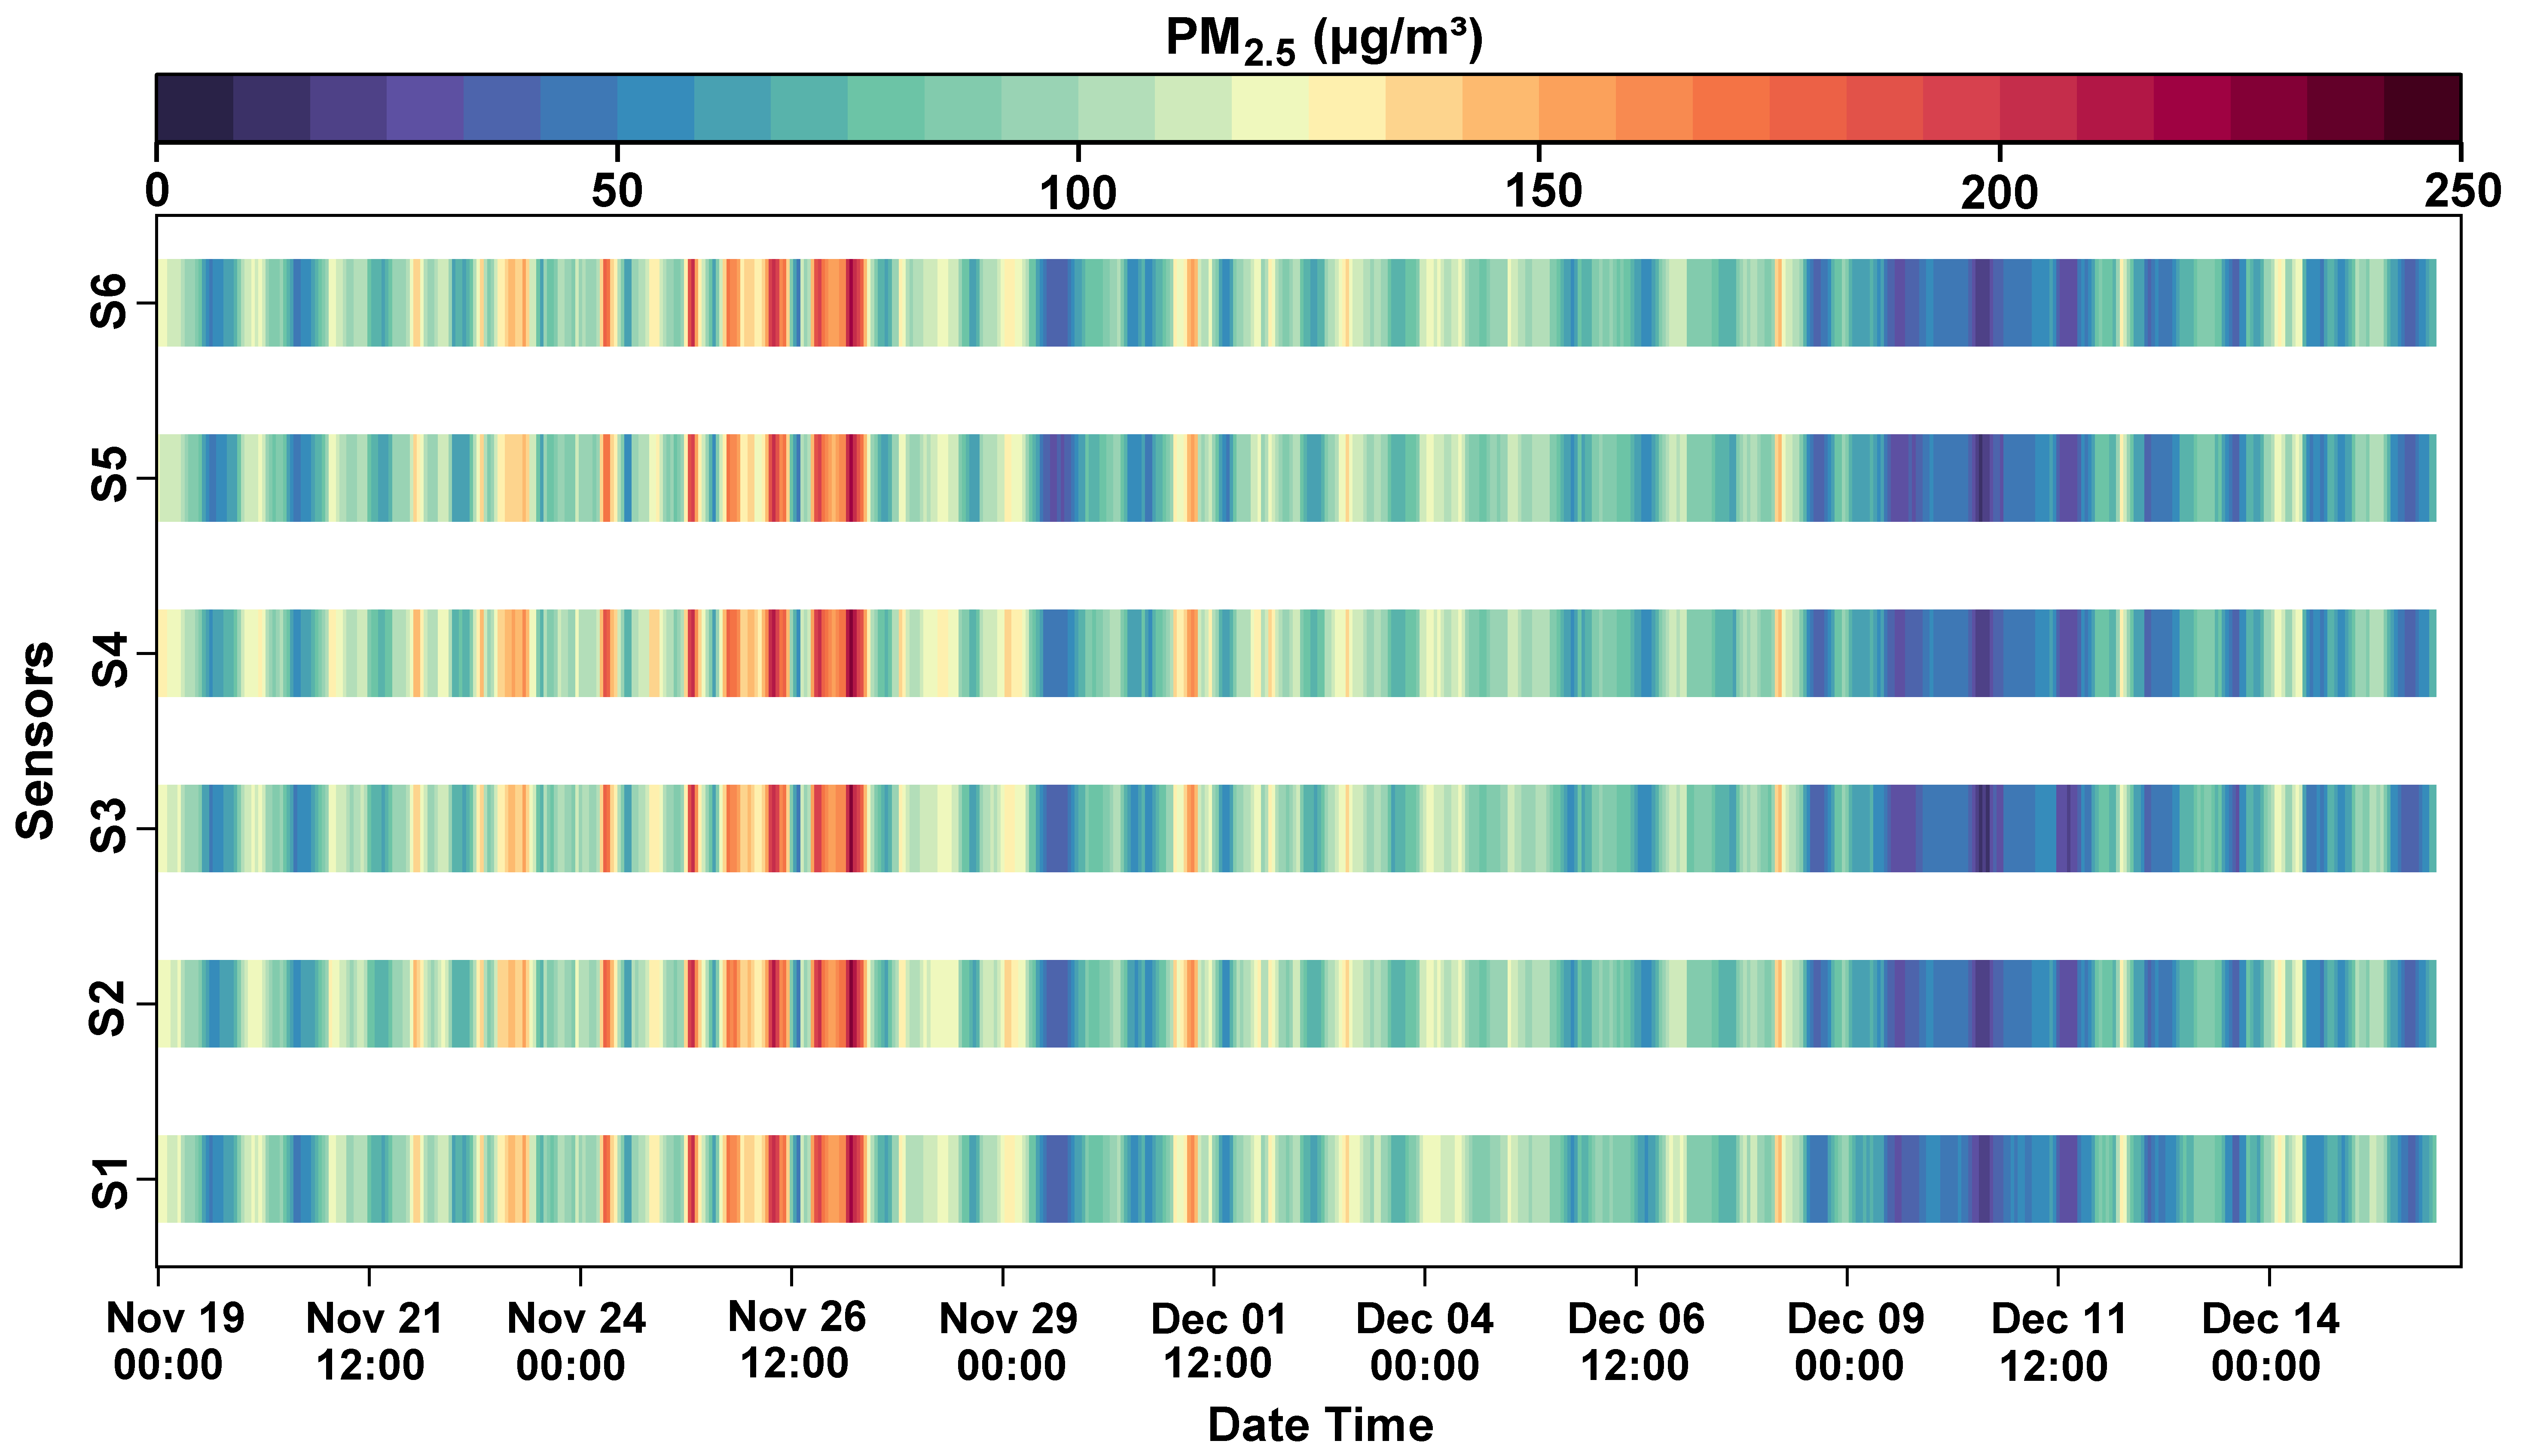 PM2.5 (µg/m³)
0 50 100 150 200 250
Sensors
S6
S5
S4
S3
S2
S1
Nov 19 Nov 21 Nov 24 Nov 26 Nov 29 Dec 01 Dec 04 Dec 06 Dec 09 Dec 11 Dec 14
00:00 12:00 00:00 12:00 00:00 12:00 00:00 12:00 00:00 12:00 00:00
Date Time